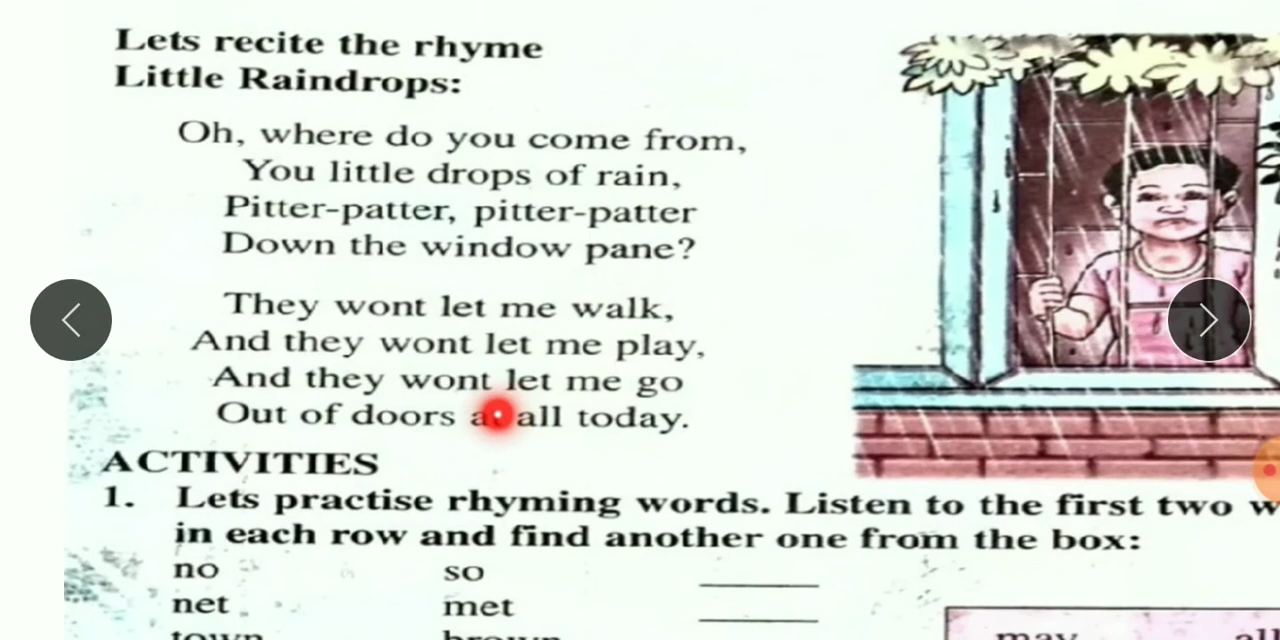 Lets recite the rhyme
Little Raindrops:
Oh, where do you come from,
You little drops of rain,
Pitter-patter, pitter-patter
Down the window pane?
They wont let me walk,
And they wont let me play,
And they wont let me go
Out of doors all today.
ACTIVITIES
1. Lets practise rhyming words. Listen to the first two
in each row and find another one from the box:
no so
net met
town brown
may